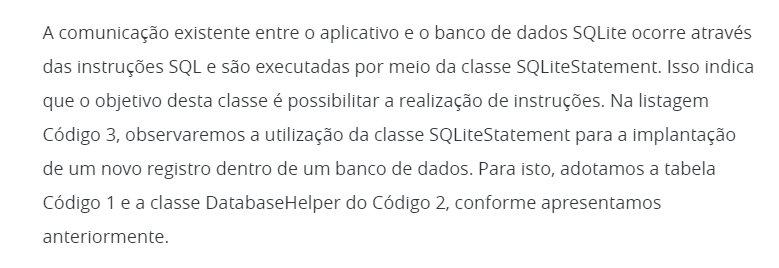 A comunicação existente entre o aplicativo e o banco de dados SQLite ocorre através
das instruções SQL e são executadas por meio da classe SQLiteStatement. Isso indica
que o objetivo desta classe é possibilitar a realização de instruções. Na listagem
Código 3, observaremos a utilização da classe SQLiteStatement para a implantação
de um novo registro dentro de um banco de dados. Para isto, adotamos a tabela
Código 1 e a classe DatabaseHelper do Código 2, conforme apresentamos
anteriormente.